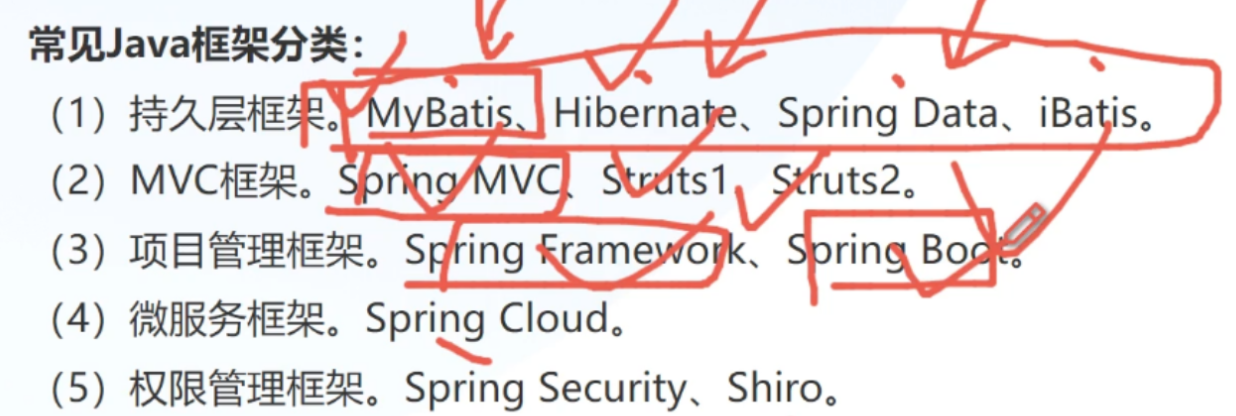 常见Java框架分类：
（1）持久层框架。MyBatis、Hibernate、Spring Data、iBatis。
（2）MVC框架。Spring MVC、Struts1、Struts2。
（3）项目管理框架。Spring Framework、Spring Boot。
（4）微服务框架。Spring Cloud。
（5）权限管理框架。Spring Security、Shiro。